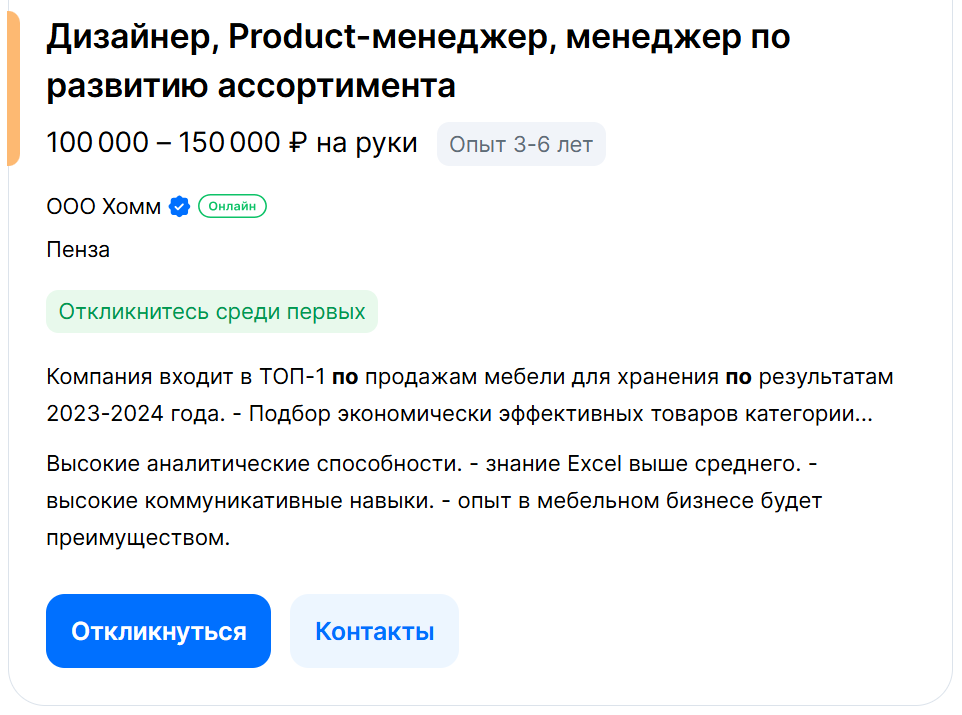 Дизайнер, Product-менеджер, менеджер по
развитию ассортимента
100 000 – 150 000 ₽ на руки Опыт 3-6 лет
ООО Хомм Онлайн
Пенза
Откликнитесь среди первых
Компания входит в ТОП-1 по продажам мебели для хранения по результатам
2023-2024 года. - Подбор экономически эффективных товаров категории...
Высокие аналитические способности. - знание Excel выше среднего. -
высокие коммуникативные навыки. - опыт в мебельном бизнесе будет
преимуществом.
Откликнуться Контакты